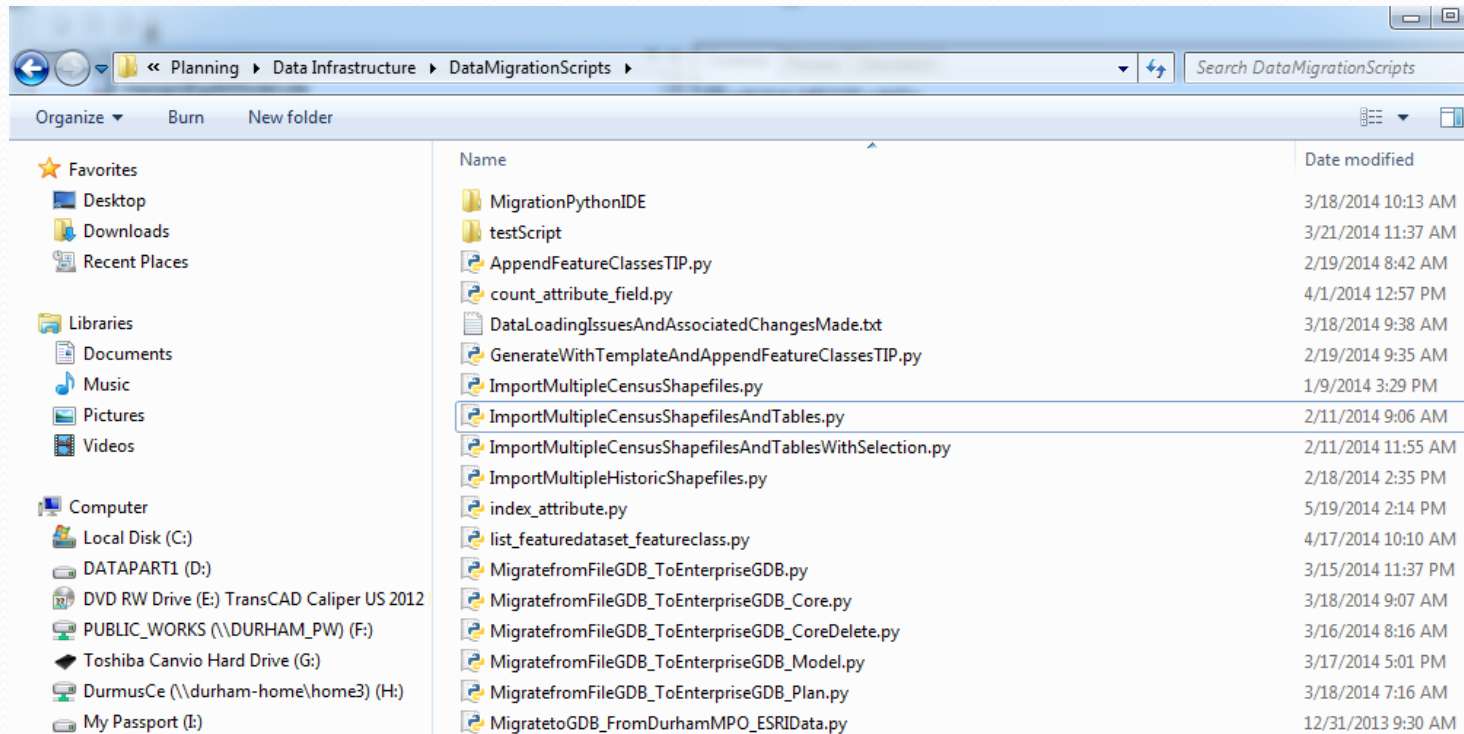 « Planning ▸ Data Infrastructure ▸ DataMigrationScripts ▸
Search DataMigrationScripts
Organize ▾ Burn New folder
Favorites
Desktop
Downloads
Recent Places
Libraries
Documents
Music
Pictures
Videos
Computer
Local Disk (C:)
DATAPART1 (D:)
DVD RW Drive (E:) TransCAD Caliper US 2012
PUBLIC_WORKS (\\DURHAM_PW) (F:)
Toshiba Canvio Hard Drive (G:)
DurmusCe (\\durham-home\home3) (H:)
My Passport (I:)
Name Date modified
MigrationPythonIDE 3/18/2014 10:13 AM
testScript 3/21/2014 11:37 AM
AppendFeatureClassesTIP.py 2/19/2014 8:42 AM
count_attribute_field.py 4/1/2014 12:57 PM
DataLoadingIssuesAndAssociatedChangesMade.txt 3/18/2014 9:38 AM
GenerateWithTemplateAndAppendFeatureClassesTIP.py 2/19/2014 9:35 AM
ImportMultipleCensusShapefiles.py 1/9/2014 3:29 PM
ImportMultipleCensusShapefilesAndTables.py 2/11/2014 9:06 AM
ImportMultipleCensusShapefilesAndTablesWithSelection.py 2/11/2014 11:55 AM
ImportMultipleHistoricShapefiles.py 2/18/2014 2:35 PM
index_attribute.py 5/19/2014 2:14 PM
list_featuredataset_featureclass.py 4/17/2014 10:10 AM
MigratefromFileGDB_ToEnterpriseGDB.py 3/15/2014 11:37 PM
MigratefromFileGDB_ToEnterpriseGDB_Core.py 3/18/2014 9:07 AM
MigratefromFileGDB_ToEnterpriseGDB_CoreDelete.py 3/16/2014 8:16 AM
MigratefromFileGDB_ToEnterpriseGDB_Model.py 3/17/2014 5:01 PM
MigratefromFileGDB_ToEnterpriseGDB_Plan.py 3/18/2014 7:16 AM
MigratetoGDB_FromDurhamMPO_ESRIData.py 12/31/2013 9:30 AM